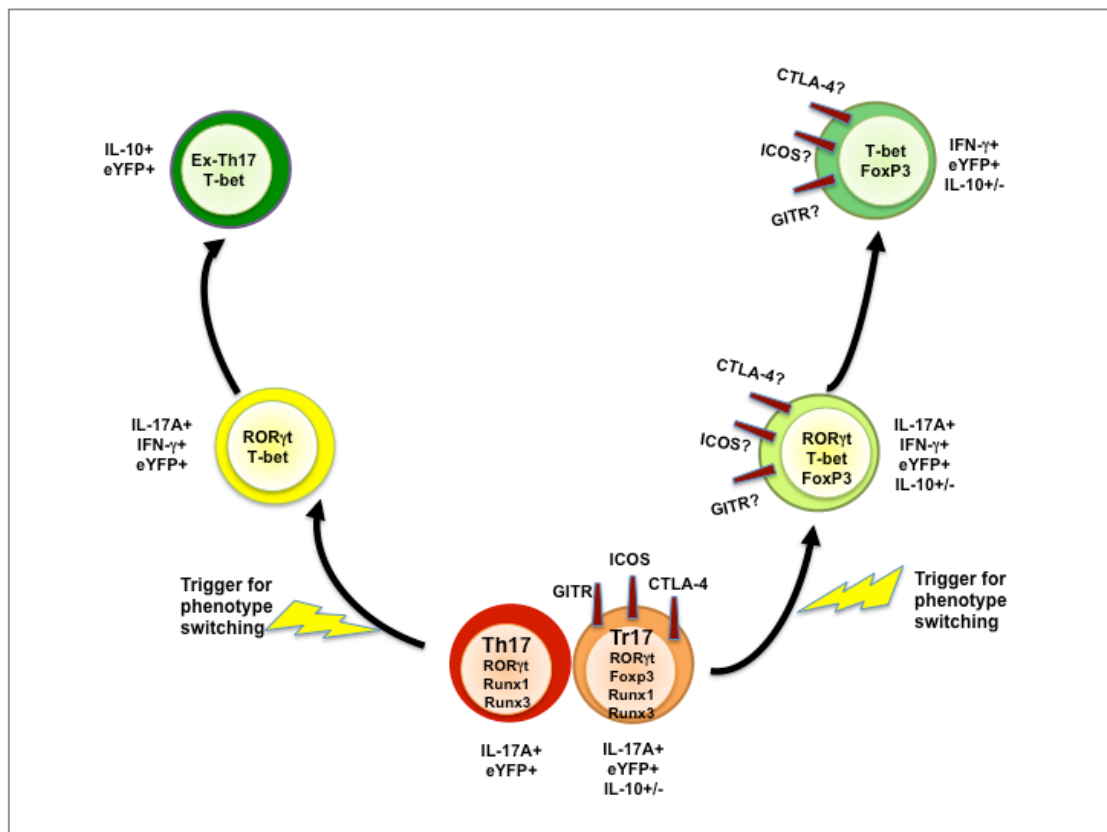 CTLA-4?
ICOS?
GITR?
T-bet
FoxP3
IFN-γ+
eYFP+
IL-10+/-
IL-10+
eYFP+
Ex-Th17
T-bet
CTLA-4?
ICOS?
GITR?
RORγt
T-bet
FoxP3
IL-17A+
IFN-γ+
eYFP+
IL-10+/-
IL-17A+
IFN-γ+
eYFP+
RORγt
T-bet
Trigger for
phenotype
switching
Trigger for
phenotype
switching
GITR
ICOS
CTLA-4
Th17
RORγt
Runx1
Runx3
Tr17
RORγt
Foxp3
Runx1
Runx3
IL-17A+
eYFP+
IL-17A+
eYFP+
IL-10+/-